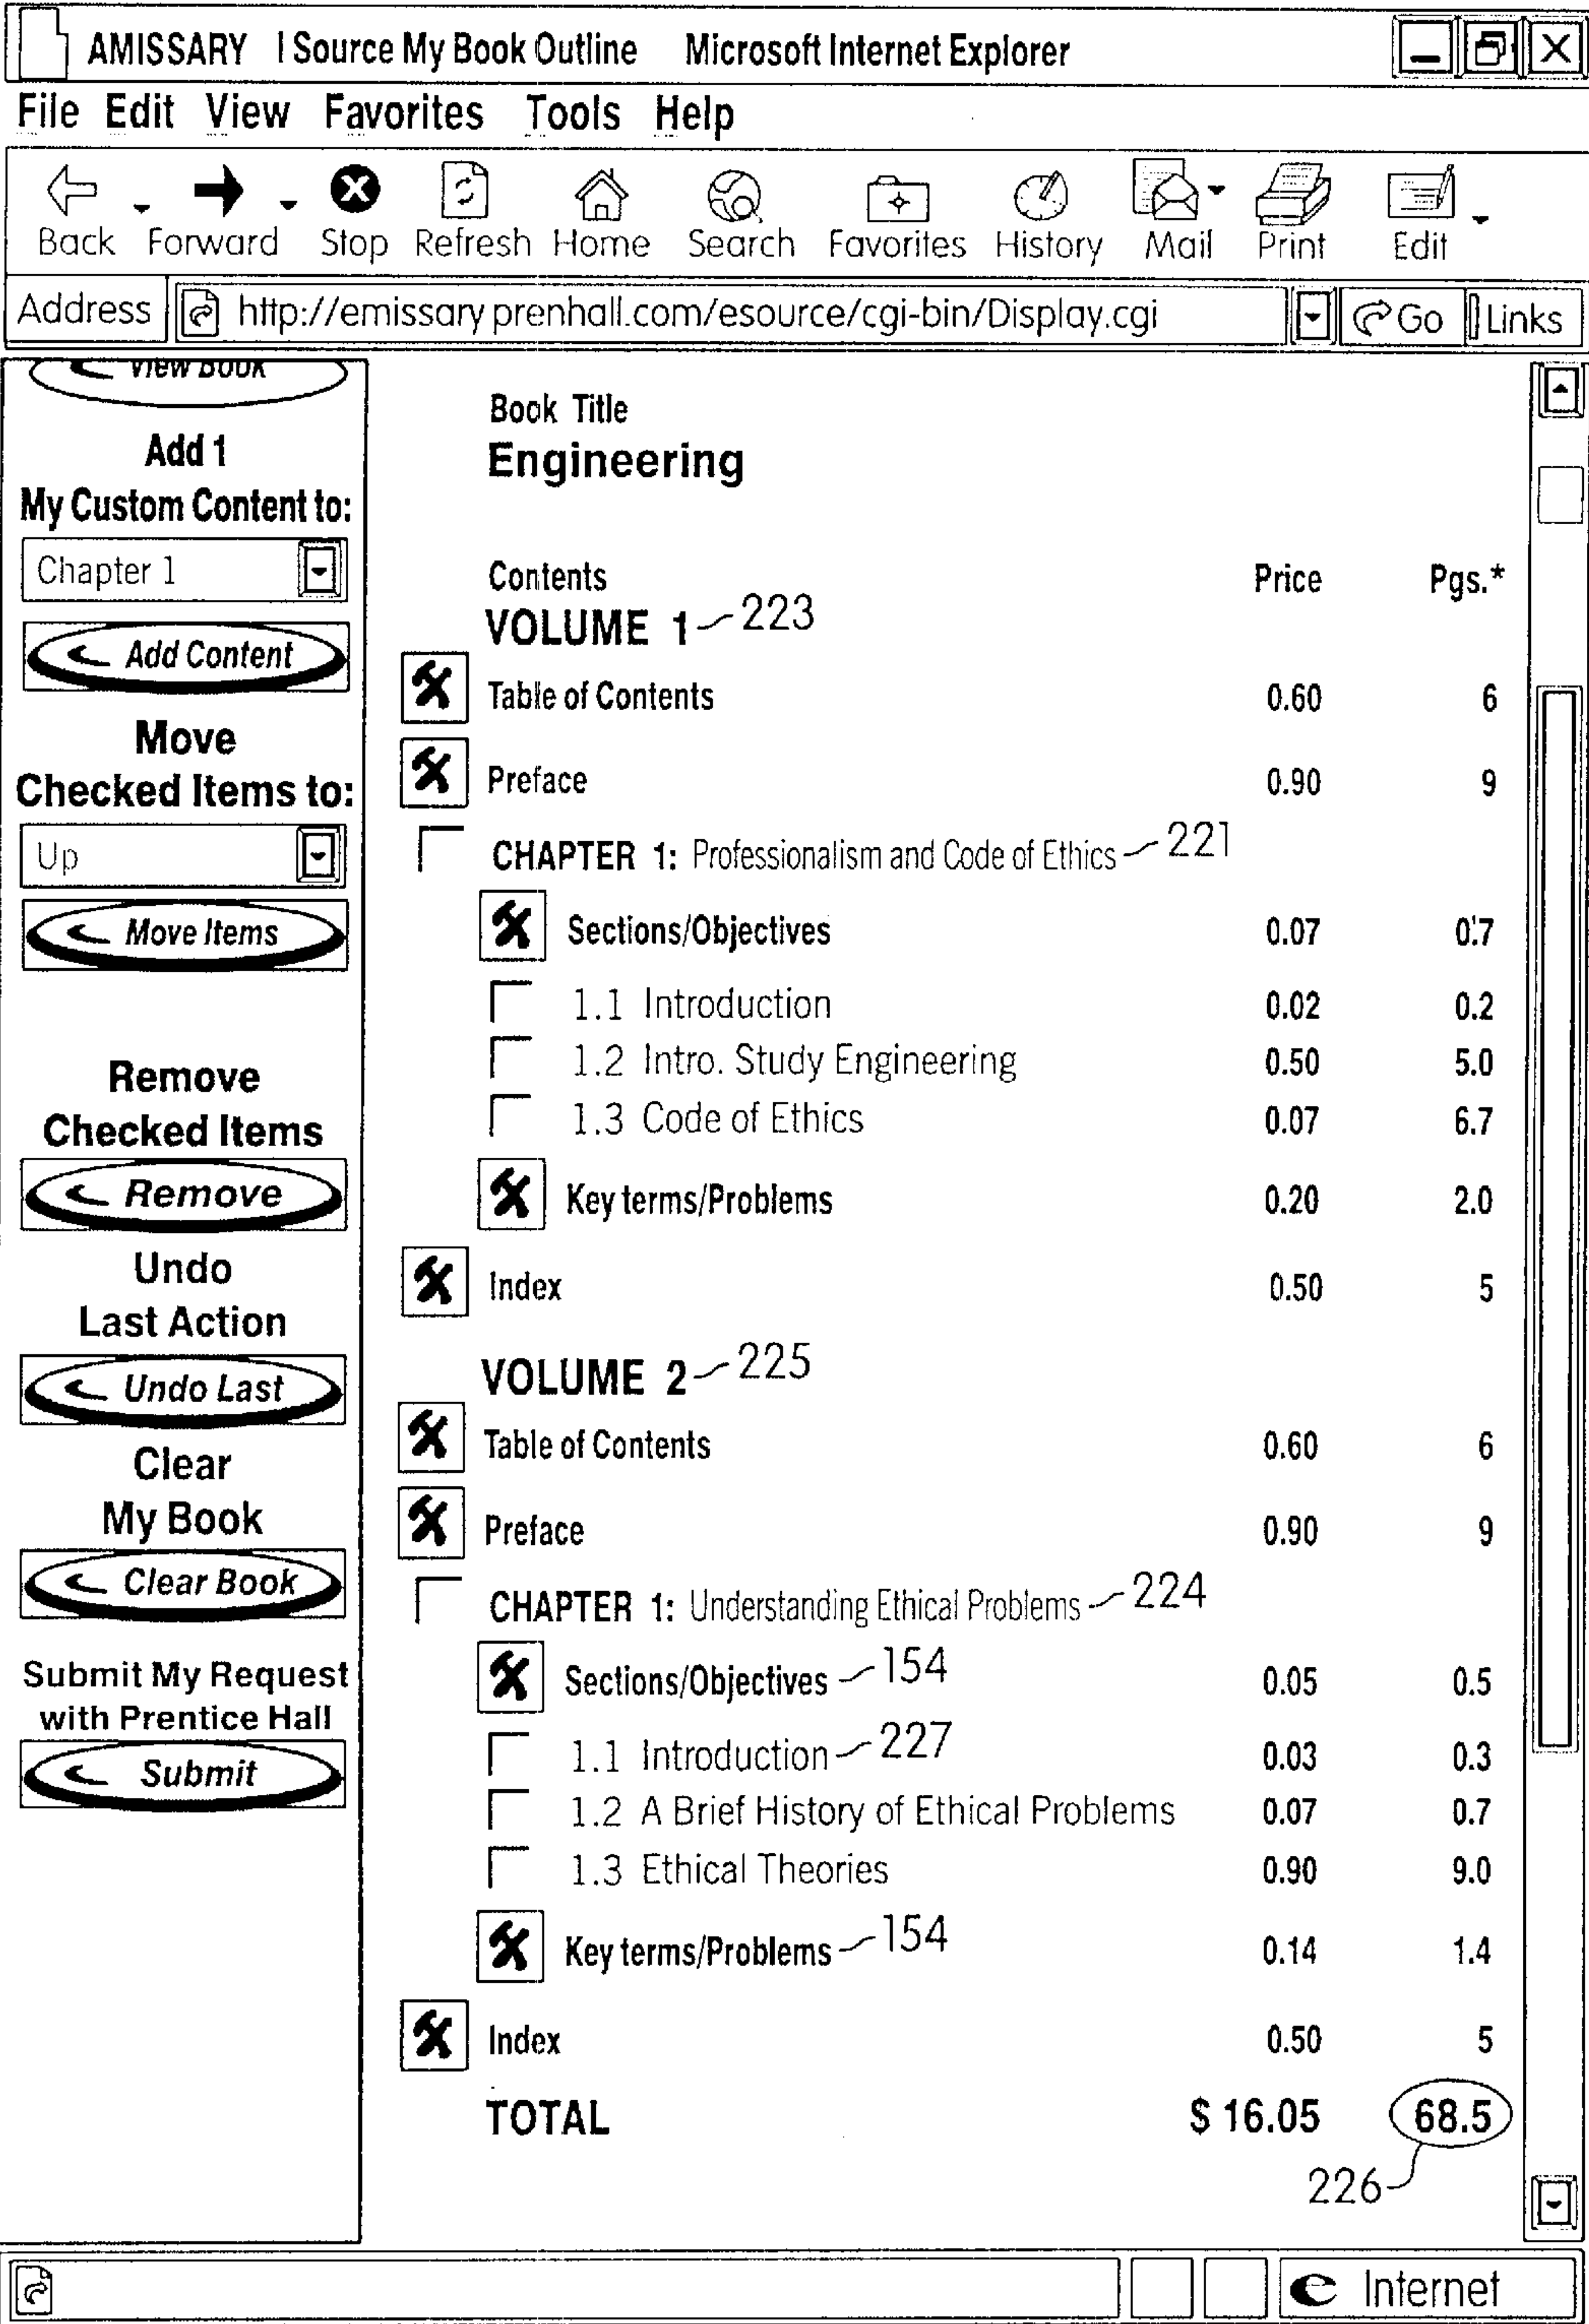 AMISSARY I Source My Book Outline Microsoft Internet Explorer
File Edit View Favorites Tools Help
Back Forward Stop Refresh Home Search Favorites History Mail Print Edit
Address http://emissary prenhall.com/esource/cgi-bin/Display.cgi Go Links
View Book
Add 1
My Custom Content to:
Chapter 1
Add Content
Move
Checked Items to:
Up
Move Items
Remove
Checked Items
Remove
Undo
Last Action
Undo Last
Clear
My Book
Clear Book
Submit My Request
with Prentice Hall
Submit
Book Title
Engineering
Contents Price Pgs.*
VOLUME 1 223
Table of Contents 0.60 6
Preface 0.90 9
CHAPTER 1: Professionalism and Code of Ethics 221
Sections/Objectives 0.07 0.7
1.1 Introduction 0.02 0.2
1.2 Intro. Study Engineering 0.50 5.0
1.3 Code of Ethics 0.07 6.7
Key terms/Problems 0.20 2.0
Index 0.50 5
VOLUME 2 225
Table of Contents 0.60 6
Preface 0.90 9
CHAPTER 1: Understanding Ethical Problems 224
Sections/Objectives 154 0.05 0.5
1.1 Introduction 227 0.03 0.3
1.2 A Brief History of Ethical Problems 0.07 0.7
1.3 Ethical Theories 0.90 9.0
Key terms/Problems 154 0.14 1.4
Index 0.50 5
TOTAL $ 16.05 68.5
226
Internet